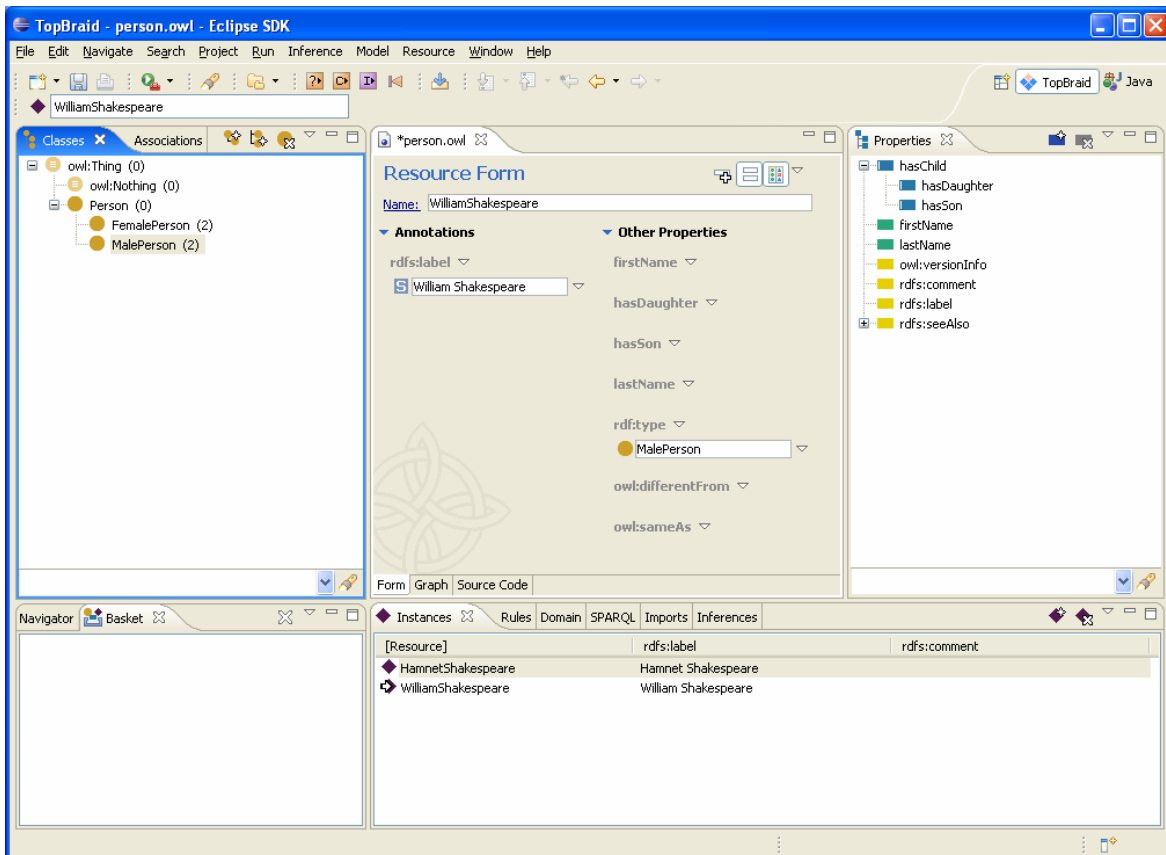 TopBraid - person.owl - Eclipse SDK
File Edit Navigate Search Project Run Inference Model Resource Window Help
TopBraid Java
WilliamShakespeare
Classes Associations
owl:Thing (0)
owl:Nothing (0)
Person (0)
FemalePerson (2)
MalePerson (2)
*person.owl
Resource Form
Name: WilliamShakespeare
Annotations
rdfs:label
S William Shakespeare
Other Properties
firstName
hasDaughter
hasSon
lastName
rdf:type
MalePerson
owl:differentFrom
owl:sameAs
Form Graph Source Code
Properties
hasChild
hasDaughter
hasSon
firstName
lastName
owl:versionInfo
rdfs:comment
rdfs:label
rdfs:seeAlso
Navigator Basket
Instances Rules Domain SPARQL Imports Inferences
[Resource] rdfs:label rdfs:comment
HamnetShakespeare Hamnet Shakespeare
WilliamShakespeare William Shakespeare